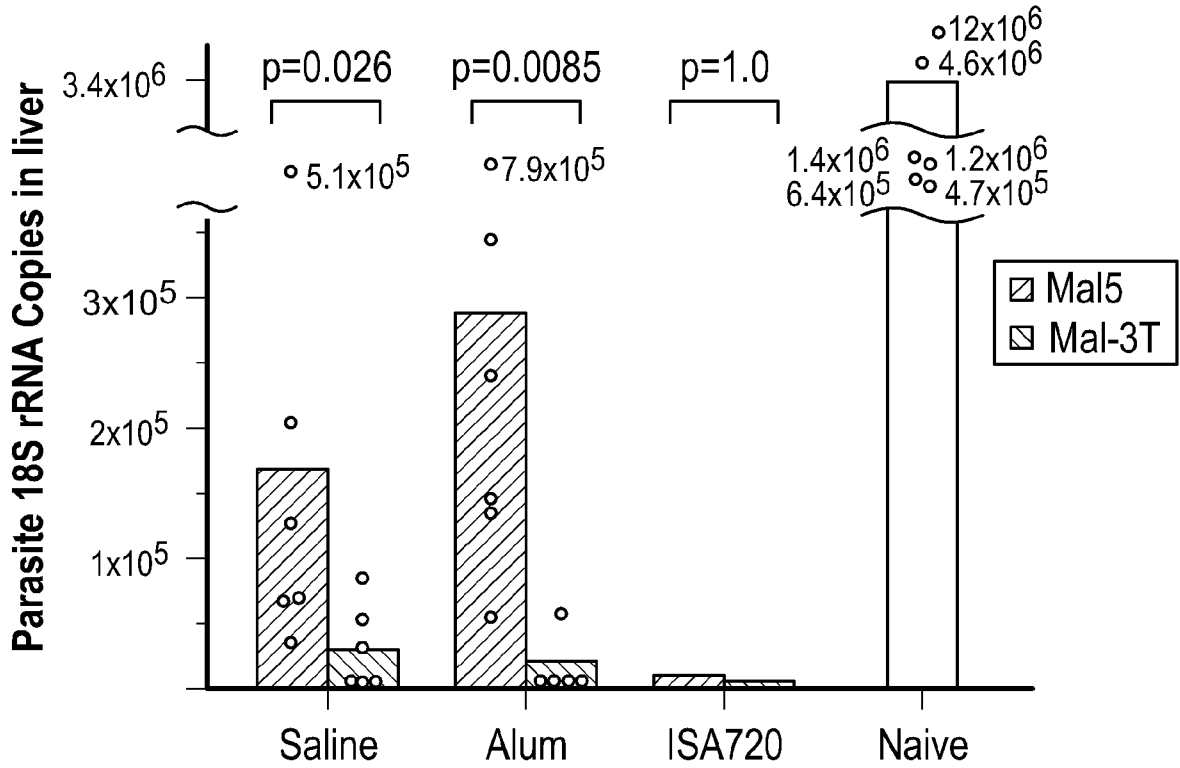 Parasite 18S rRNA Copies in liver
12x10⁶
4.6x10⁶
3.4x10⁶
p=0.026
p=0.0085
p=1.0
5.1x10⁵
7.9x10⁵
1.4x10⁶
1.2x10⁶
6.4x10⁵
4.7x10⁵
3x10⁵
2x10⁵
1x10⁵
Mal5
Mal-3T
Saline
Alum
ISA720
Naive